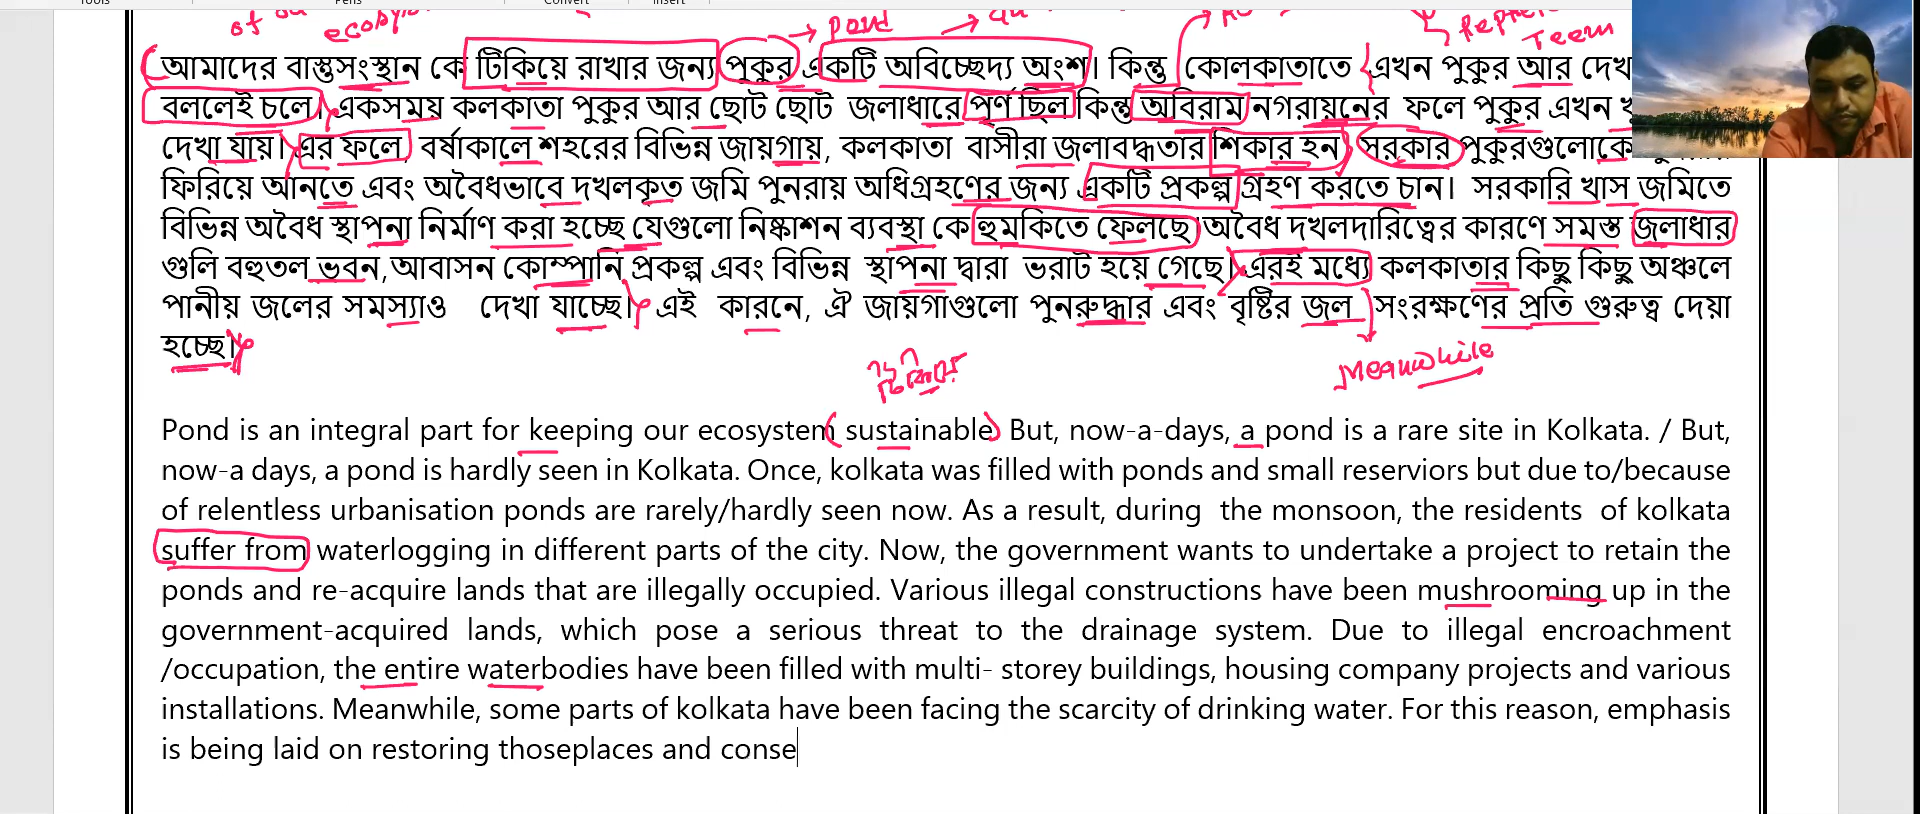 Tools Pens Convert Insert
of ou → pond → an
ecosys Teem
আমাদের বাস্তুসংস্থান কে টিকিয়ে রাখার জন্য পুকুর একটি অবিচ্ছেদ্য অংশ। কিন্তু কোলকাতাতে এখন পুকুর আর দেখ
বললেই চলে। একসময় কলকাতা পুকুর আর ছোট ছোট জলাধারে পূর্ণ ছিল কিন্তু অবিরাম নগরায়নের ফলে পুকুর এখন খ
দেখা যায়। এর ফলে, বর্ষাকালে শহরের বিভিন্ন জায়গায়, কলকাতা বাসীরা জলাবদ্ধতার শিকার হন। সরকার পুকুরগুলোকে
ফিরিয়ে আনতে এবং অবৈধভাবে দখলকৃত জমি পুনরায় অধিগ্রহণের জন্য একটি প্রকল্প গ্রহণ করতে চান। সরকারি খাস জমিতে
বিভিন্ন অবৈধ স্থাপনা নির্মাণ করা হচ্ছে যেগুলো নিষ্কাশন ব্যবস্থা কে হুমকিতে ফেলছে।অবৈধ দখলদারিত্বের কারণে সমস্ত জলাধার
গুলি বহুতল ভবন,আবাসন কোম্পানি প্রকল্প এবং বিভিন্ন স্থাপনা দ্বারা ভরাট হয়ে গেছে। এরই মধ্যে কলকাতার কিছু কিছু অঞ্চলে
পানীয় জলের সমস্যাও দেখা যাচ্ছে। এই কারনে, ঐ জায়গাগুলো পুনরুদ্ধার এবং বৃষ্টির জল সংরক্ষণের প্রতি গুরুত্ব দেয়া
হচ্ছে।
Meanwhile
Pond is an integral part for keeping our ecosystem sustainable. But, now-a-days, a pond is a rare site in Kolkata. / But,
now-a days, a pond is hardly seen in Kolkata. Once, kolkata was filled with ponds and small reserviors but due to/because
of relentless urbanisation ponds are rarely/hardly seen now. As a result, during the monsoon, the residents of kolkata
suffer from waterlogging in different parts of the city. Now, the government wants to undertake a project to retain the
ponds and re-acquire lands that are illegally occupied. Various illegal constructions have been mushrooming up in the
government-acquired lands, which pose a serious threat to the drainage system. Due to illegal encroachment
/occupation, the entire waterbodies have been filled with multi- storey buildings, housing company projects and various
installations. Meanwhile, some parts of kolkata have been facing the scarcity of drinking water. For this reason, emphasis
is being laid on restoring thoseplaces and conse